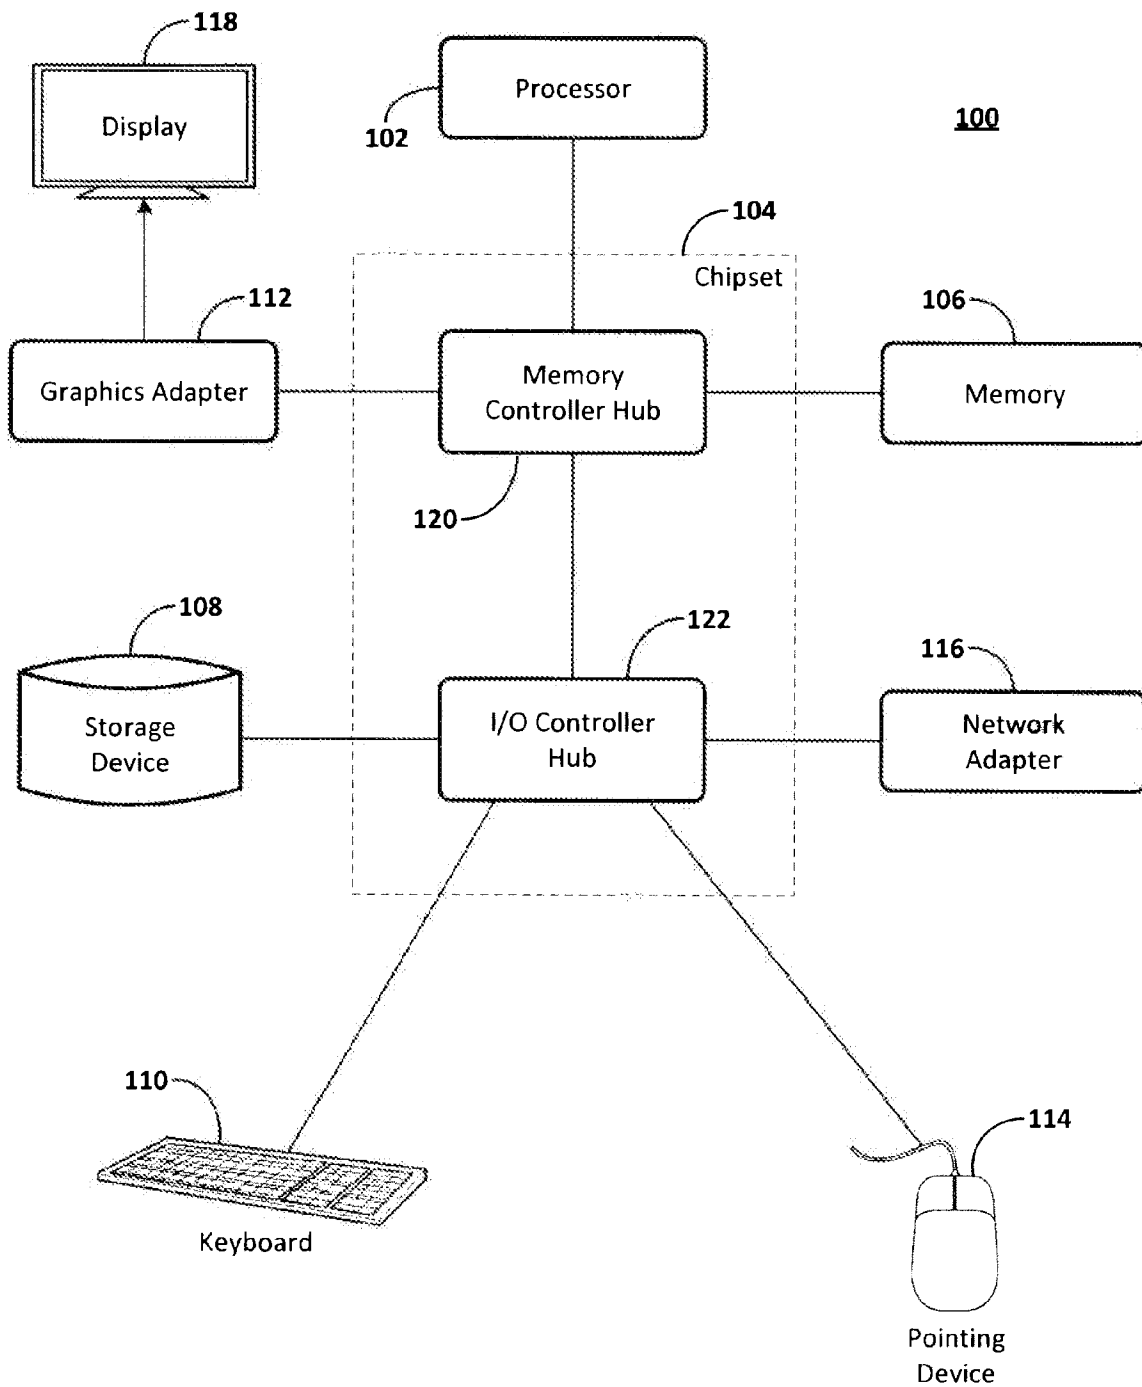 118
Display
Processor
102
100
104
Chipset
112
106
Graphics Adapter
Memory
Controller Hub
Memory
120
108
122
116
Storage
Device
I/O Controller
Hub
Network
Adapter
110
114
Keyboard
Pointing
Device